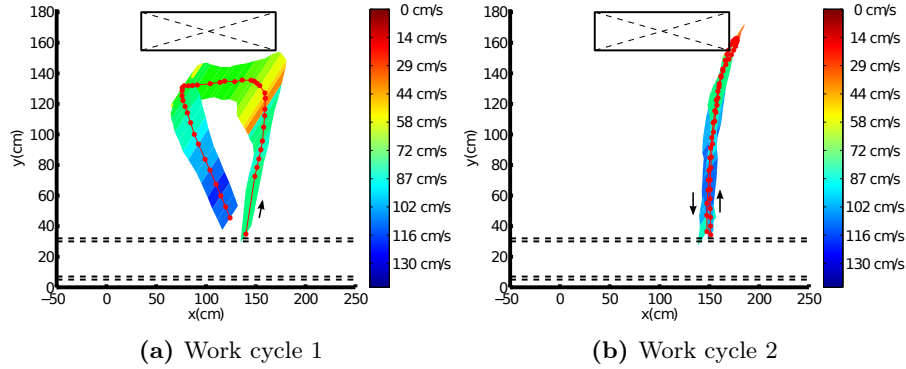 180
160
140
120
100
80
60
40
20
0
y(cm)
−50
0
50
100
150
200
250
x(cm)
0 cm/s
14 cm/s
29 cm/s
43 cm/s
58 cm/s
72 cm/s
87 cm/s
102 cm/s
116 cm/s
130 cm/s
(a) Work cycle 1
180
160
140
120
100
80
60
40
20
0
y(cm)
−50
0
50
100
150
200
250
x(cm)
0 cm/s
14 cm/s
29 cm/s
43 cm/s
58 cm/s
72 cm/s
87 cm/s
102 cm/s
116 cm/s
130 cm/s
(b) Work cycle 2